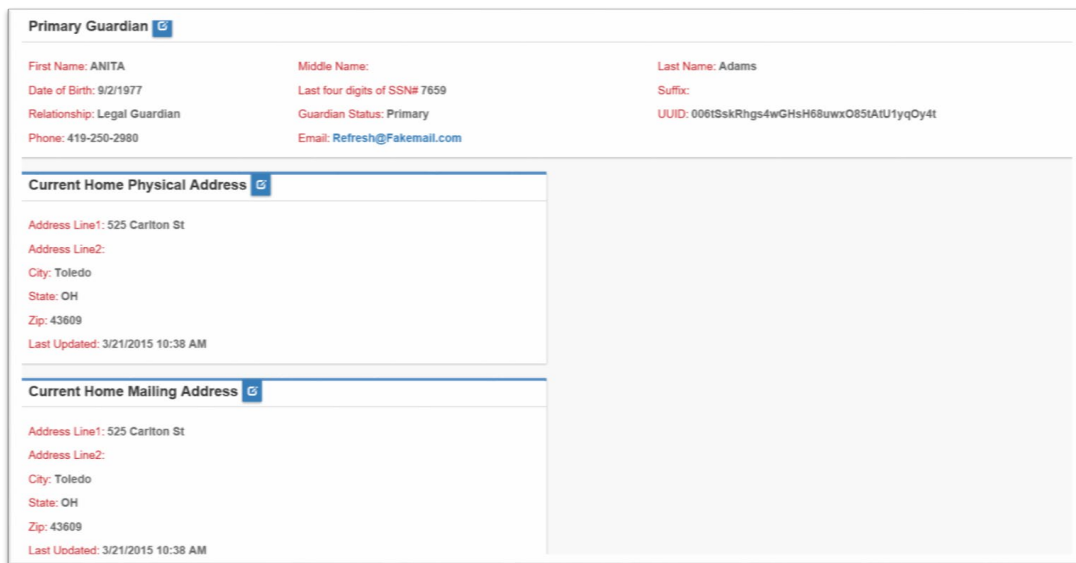 Primary Guardian
First Name: ANITA Middle Name: Last Name: Adams
Date of Birth: 9/2/1977 Last four digits of SSN# 7659 Suffix:
Relationship: Legal Guardian Guardian Status: Primary UUID: 006tSskRhgs4wGHsH68uwxO85tAtU1yqOy4t
Phone: 419-250-2980 Email: Refresh@Fakemail.com
Current Home Physical Address
Address Line1: 525 Carlton St
Address Line2:
City: Toledo
State: OH
Zip: 43609
Last Updated: 3/21/2015 10:38 AM
Current Home Mailing Address
Address Line1: 525 Carlton St
Address Line2:
City: Toledo
State: OH
Zip: 43609
Last Updated: 3/21/2015 10:38 AM